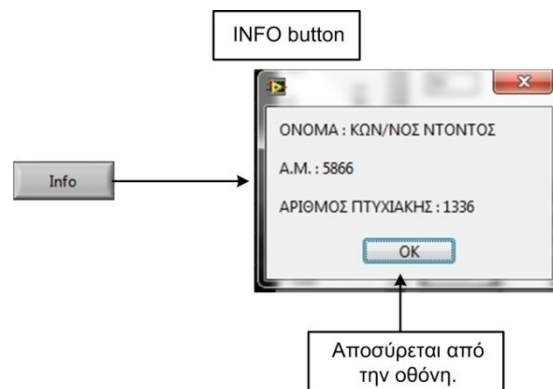 INFO button
ΟΝΟΜΑ : ΚΩΝ/ΝΟΣ ΝΤΟΝΤΟΣ
Α.Μ. : 5866
Info
ΑΡΙΘΜΟΣ ΠΤΥΧΙΑΚΗΣ : 1336
OK
Αποσύρεται από
την οθόνη.